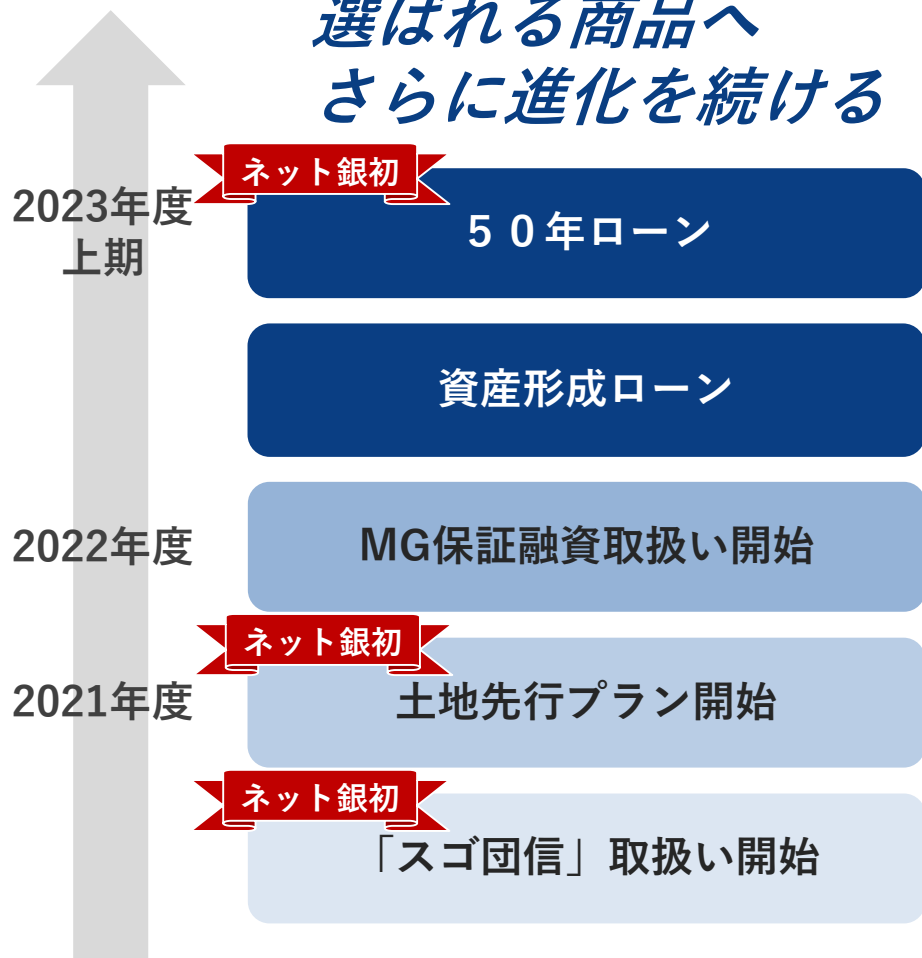 選ばれる商品へ
さらに進化を続ける
ネット銀初
2023年度
上期
５０年ローン
資産形成ローン
2022年度
MG保証融資取扱い開始
ネット銀初
2021年度
土地先行プラン開始
ネット銀初
「スゴ団信」取扱い開始